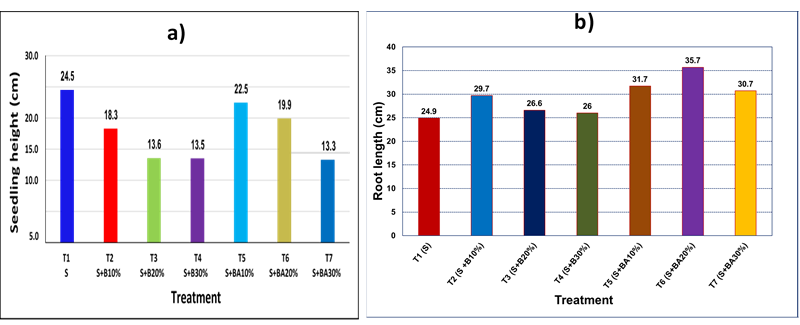 a)
Seedling height (cm)
30.0
20.0
15.0
10.0
5.0
24.5
18.3
13.6
13.5
22.5
19.9
13.3
T1 T2 T3 T4 T5 T6 T7
S S+B10% S+B20% S+B30% S+BA10% S+BA20% S+BA30%
Treatment
b)
Root length (cm)
40
35
30
25
20
15
10
5
0
24.9
29.7
26.6
26
31.7
35.7
30.7
T1 (S)
T2 (S +B10%)
T3 (S+B20%)
T4 (S+B30%)
T5 (S+BA10%)
T6 (S+BA20%)
T7 (S+BA30%)
Treatment